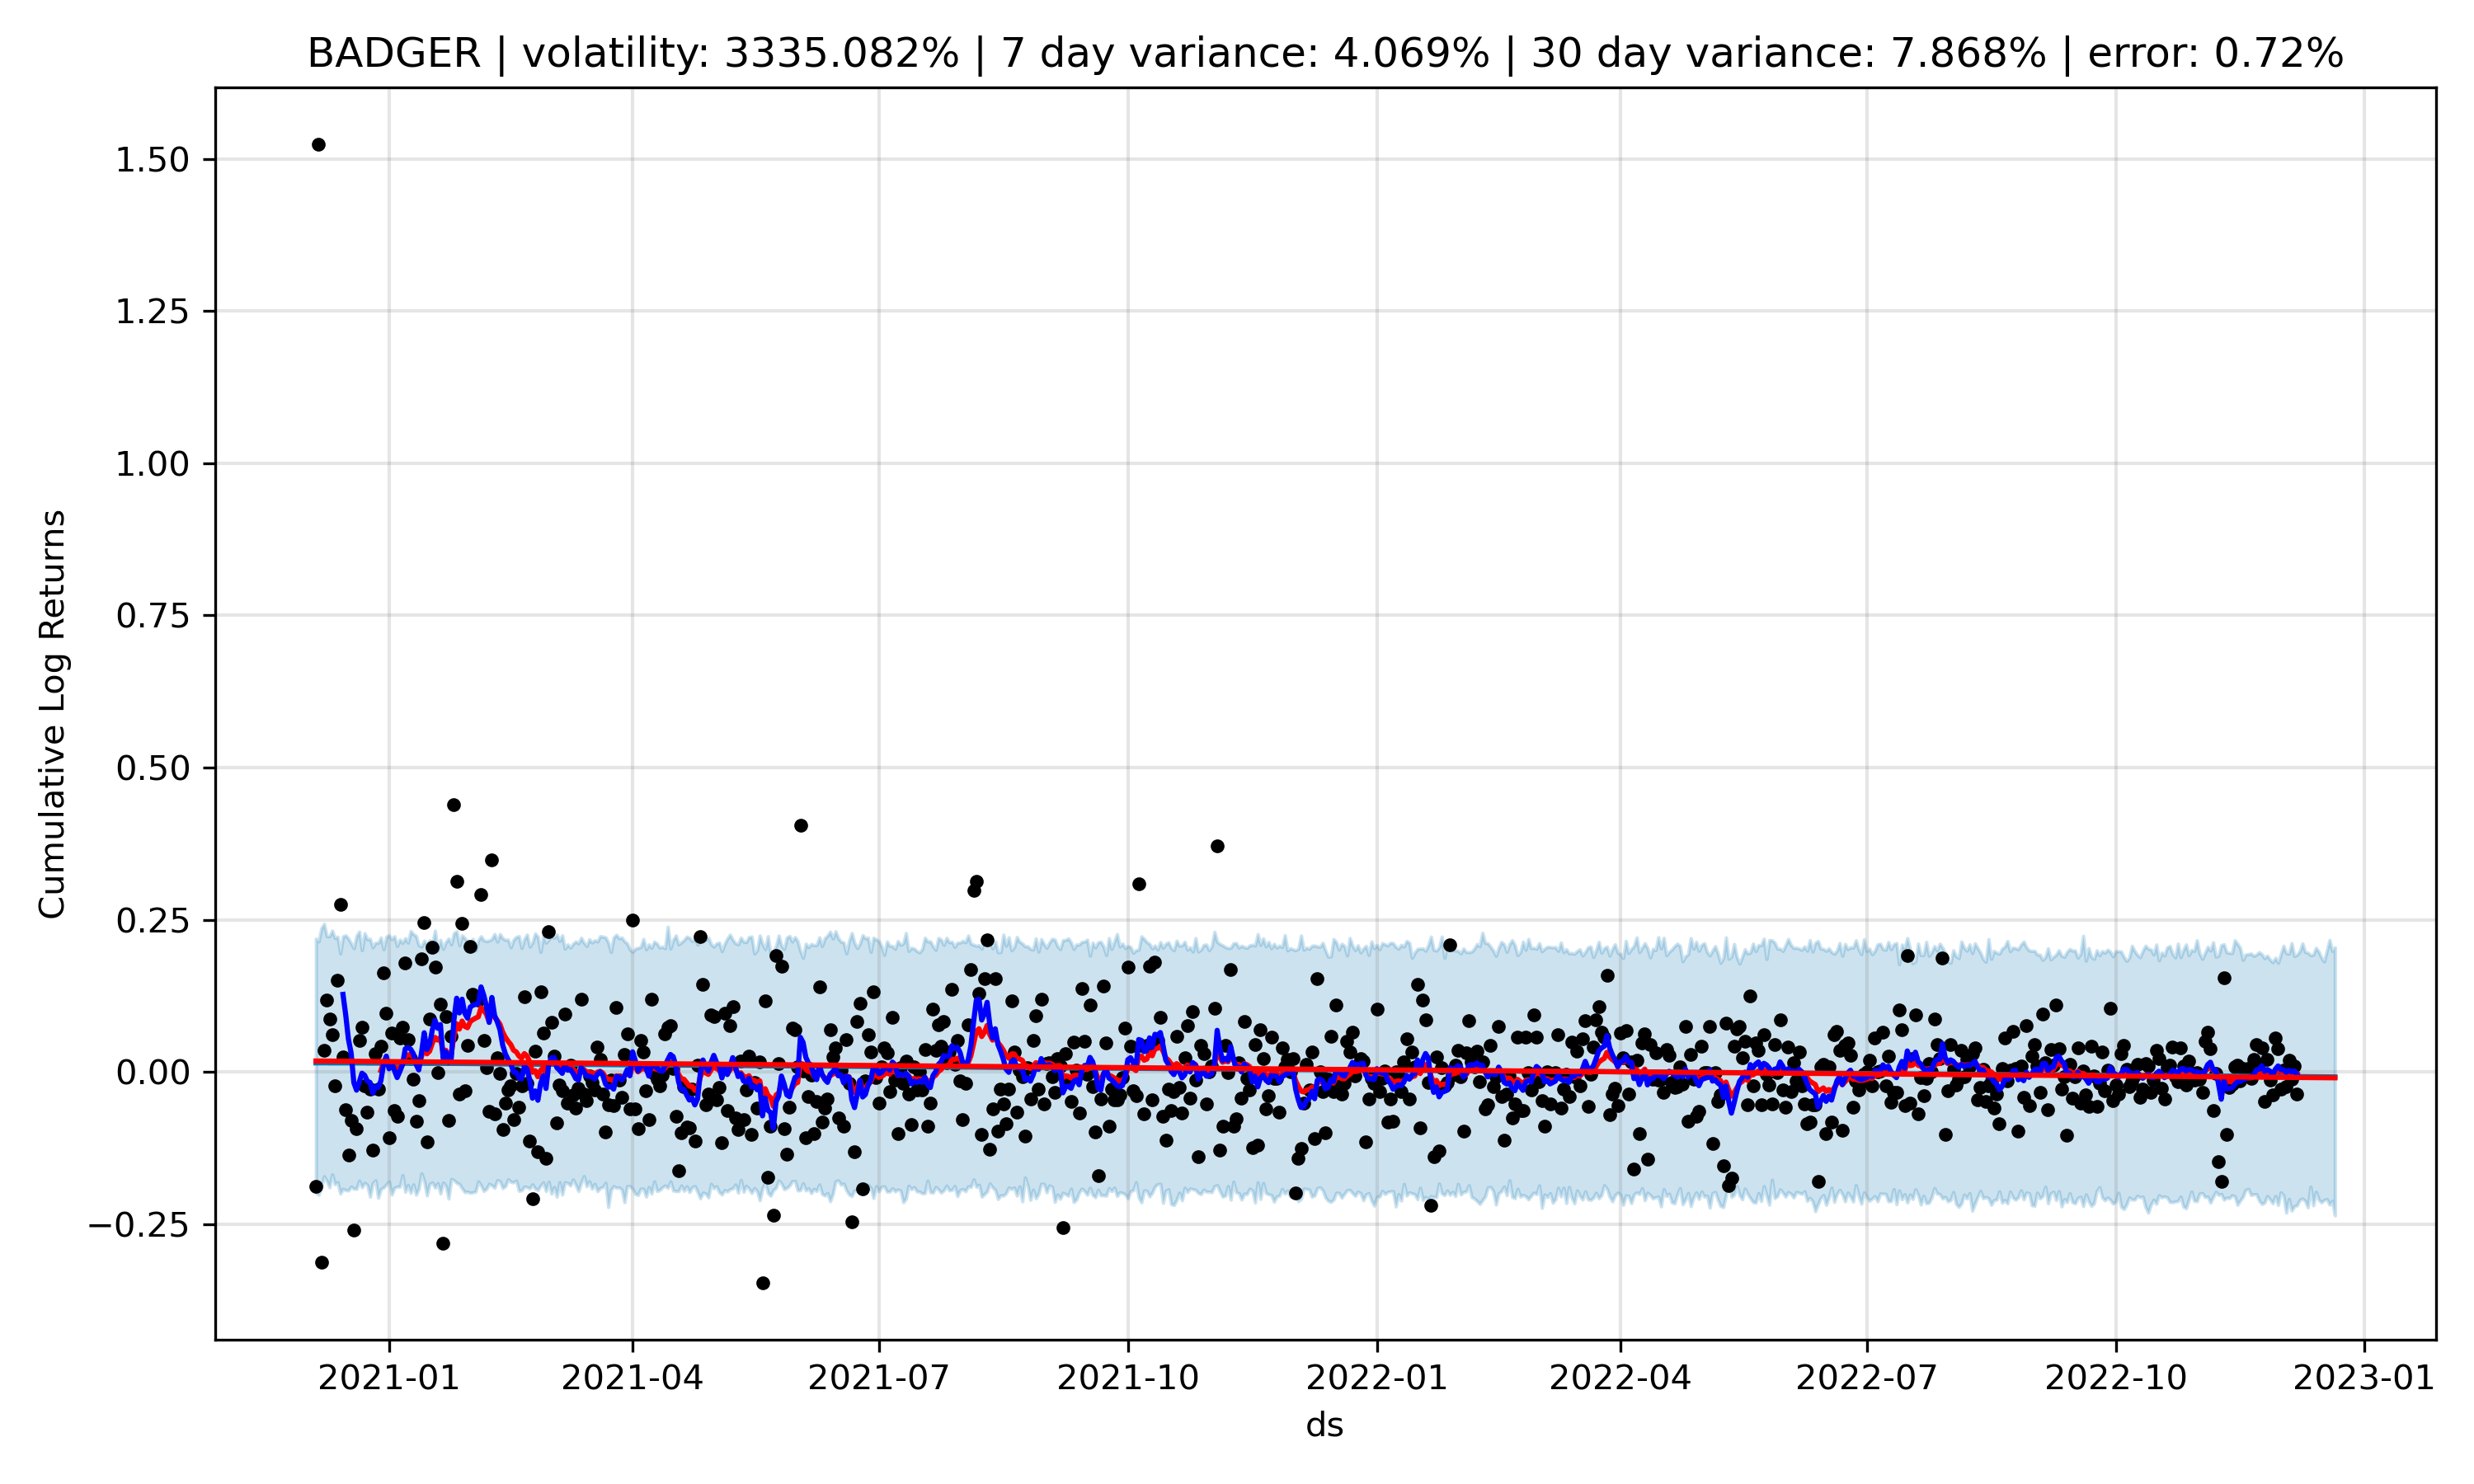 BADGER | volatility: 3335.082% | 7 day variance: 4.069% | 30 day variance: 7.868% | error: 0.72%
1.50
1.25
1.00
0.75
0.50
0.25
0.00
−0.25
Cumulative Log Returns
2021-01 2021-04 2021-07 2021-10 2022-01 2022-04 2022-07 2022-10 2023-01
ds